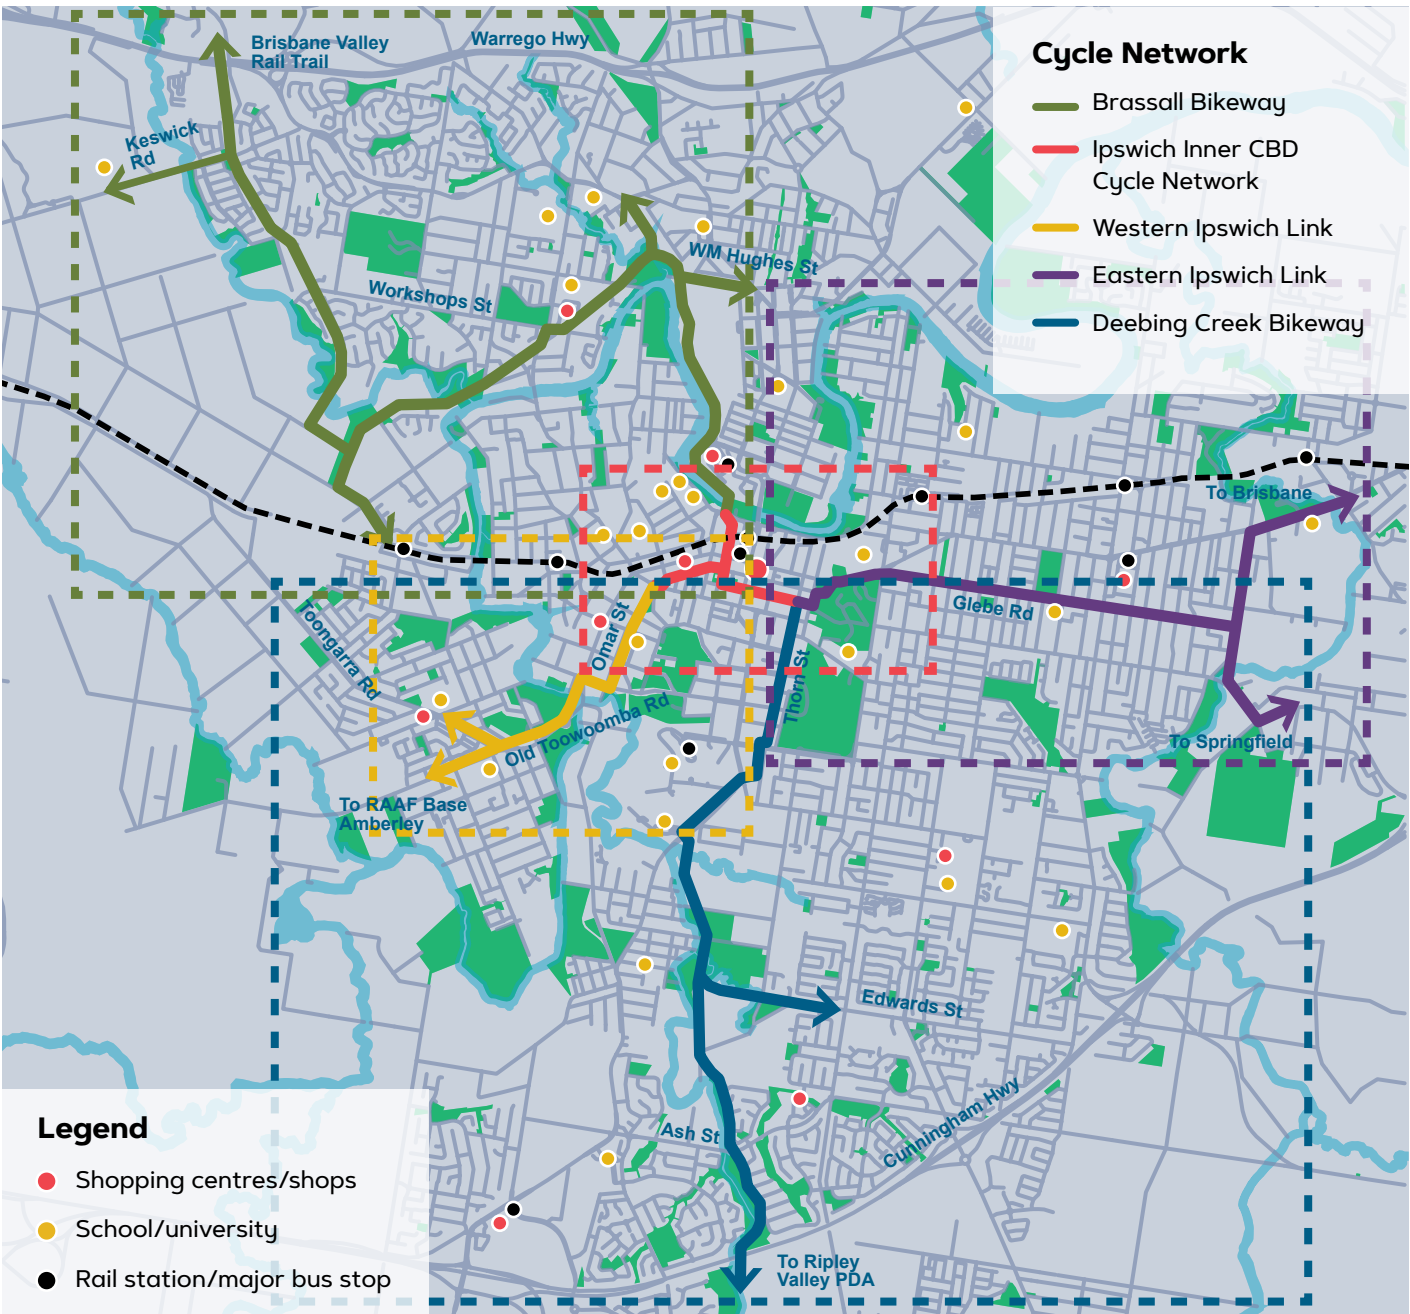 Brisbane Valley
Rail Trail
Warrego Hwy
Cycle Network
Brassall Bikeway
Ipswich Inner CBD
Cycle Network
Western Ipswich Link
Eastern Ipswich Link
Deebing Creek Bikeway
Keswick
Rd
WM Hughes St
Workshops St
To Brisbane
Toongarra Rd
Omar St
Glebe Rd
Thorn St
Old Toowoomba Rd
To Springfield
To RAAF Base
Amberley
Edwards St
Cunningham Hwy
Ash St
To Ripley
Valley PDA
Legend
Shopping centres/shops
School/university
Rail station/major bus stop